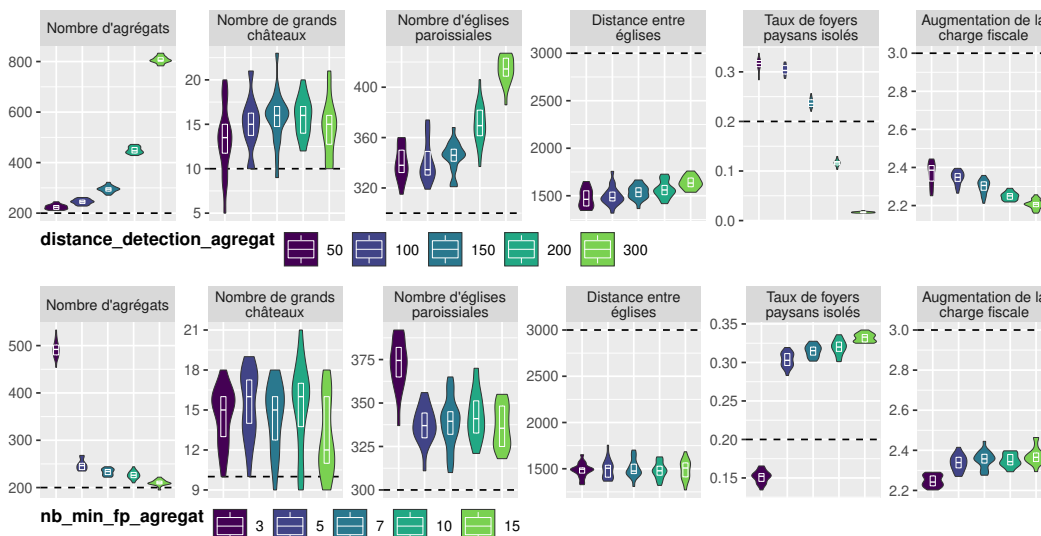 Nombre d'agrégats
Nombre de grands
châteaux
Nombre d'églises
paroissiales
Distance entre
églises
Taux de foyers
paysans isolés
Augmentation de la
charge fiscale
800
600
400
200
20
15
10
5
400
360
320
3000
2500
2000
1500
0.3
0.2
0.1
0.0
3.0
2.8
2.6
2.4
2.2
distance_detection_agregat
50
100
150
200
300
Nombre d'agrégats
Nombre de grands
châteaux
Nombre d'églises
paroissiales
Distance entre
églises
Taux de foyers
paysans isolés
Augmentation de la
charge fiscale
500
400
300
200
21
18
15
12
9
375
350
325
300
3000
2500
2000
1500
0.35
0.30
0.25
0.20
0.15
3.0
2.8
2.6
2.4
2.2
nb_min_fp_agregat
3
5
7
10
15